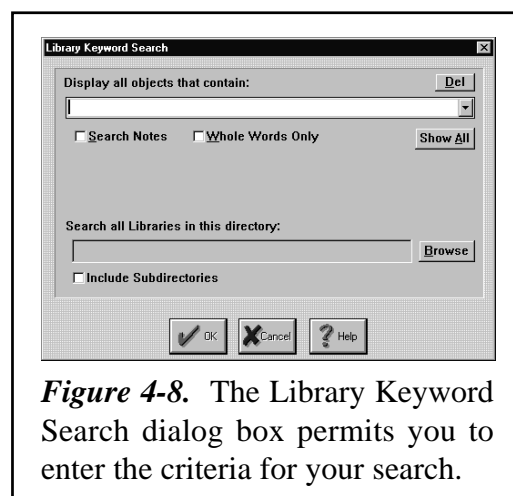 Library Keyword Search
Display all objects that contain:
Del
Search Notes Whole Words Only Show All
Search all Libraries in this directory:
Browse
Include Subdirectories
OK Cancel ? Help
Figure 4-8. The Library Keyword
Search dialog box permits you to
enter the criteria for your search.